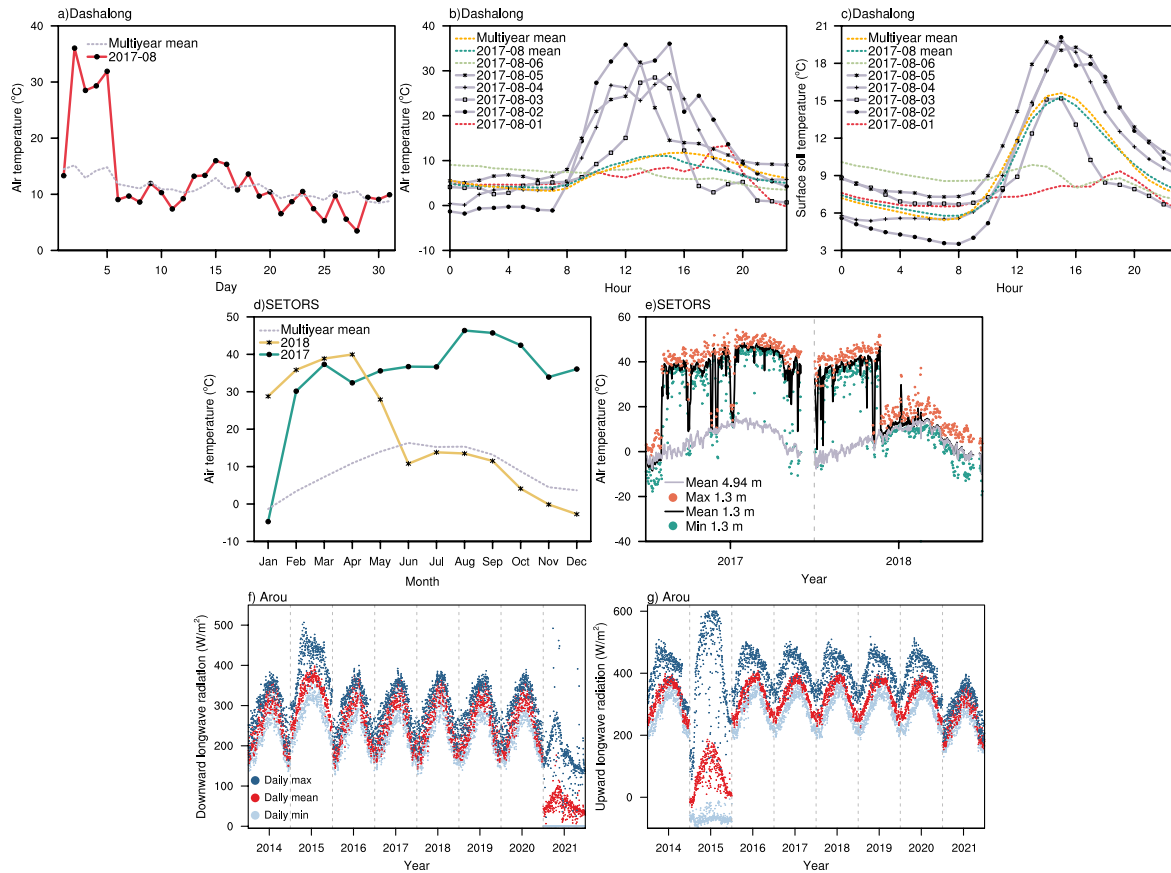 a)Dashalong
Air temperature (°C)
40
30
20
10
0
Multiyear mean
2017-08
5
10
15
20
25
30
Day
b)Dashalong
Air temperature (°C)
40
30
20
10
0
-10
Multiyear mean
2017-08 mean
2017-08-06
2017-08-05
2017-08-04
2017-08-03
2017-08-02
2017-08-01
0
4
8
12
16
20
Hour
c)Dashalong
Surface soil temperature (°C)
21
18
15
12
9
6
3
Multiyear mean
2017-08 mean
2017-08-06
2017-08-05
2017-08-04
2017-08-03
2017-08-02
2017-08-01
0
4
8
12
16
20
Hour
d)SETORS
Air temperature (°C)
50
40
30
20
10
0
-10
Multiyear mean
2018
2017
Jan Feb Mar Apr May Jun Jul Aug Sep Oct Nov Dec
Month
e)SETORS
Air temperature (°C)
60
40
20
0
-20
-40
Mean 4.94 m
Max 1.3 m
Mean 1.3 m
Min 1.3 m
2017
2018
Year
f) Arou
Downward longwave radiation (W/m²)
500
400
300
200
100
0
Daily max
Daily mean
Daily min
2014 2015 2016 2017 2018 2019 2020 2021
Year
g) Arou
Upward longwave radiation (W/m²)
600
400
200
0
2014 2015 2016 2017 2018 2019 2020 2021
Year